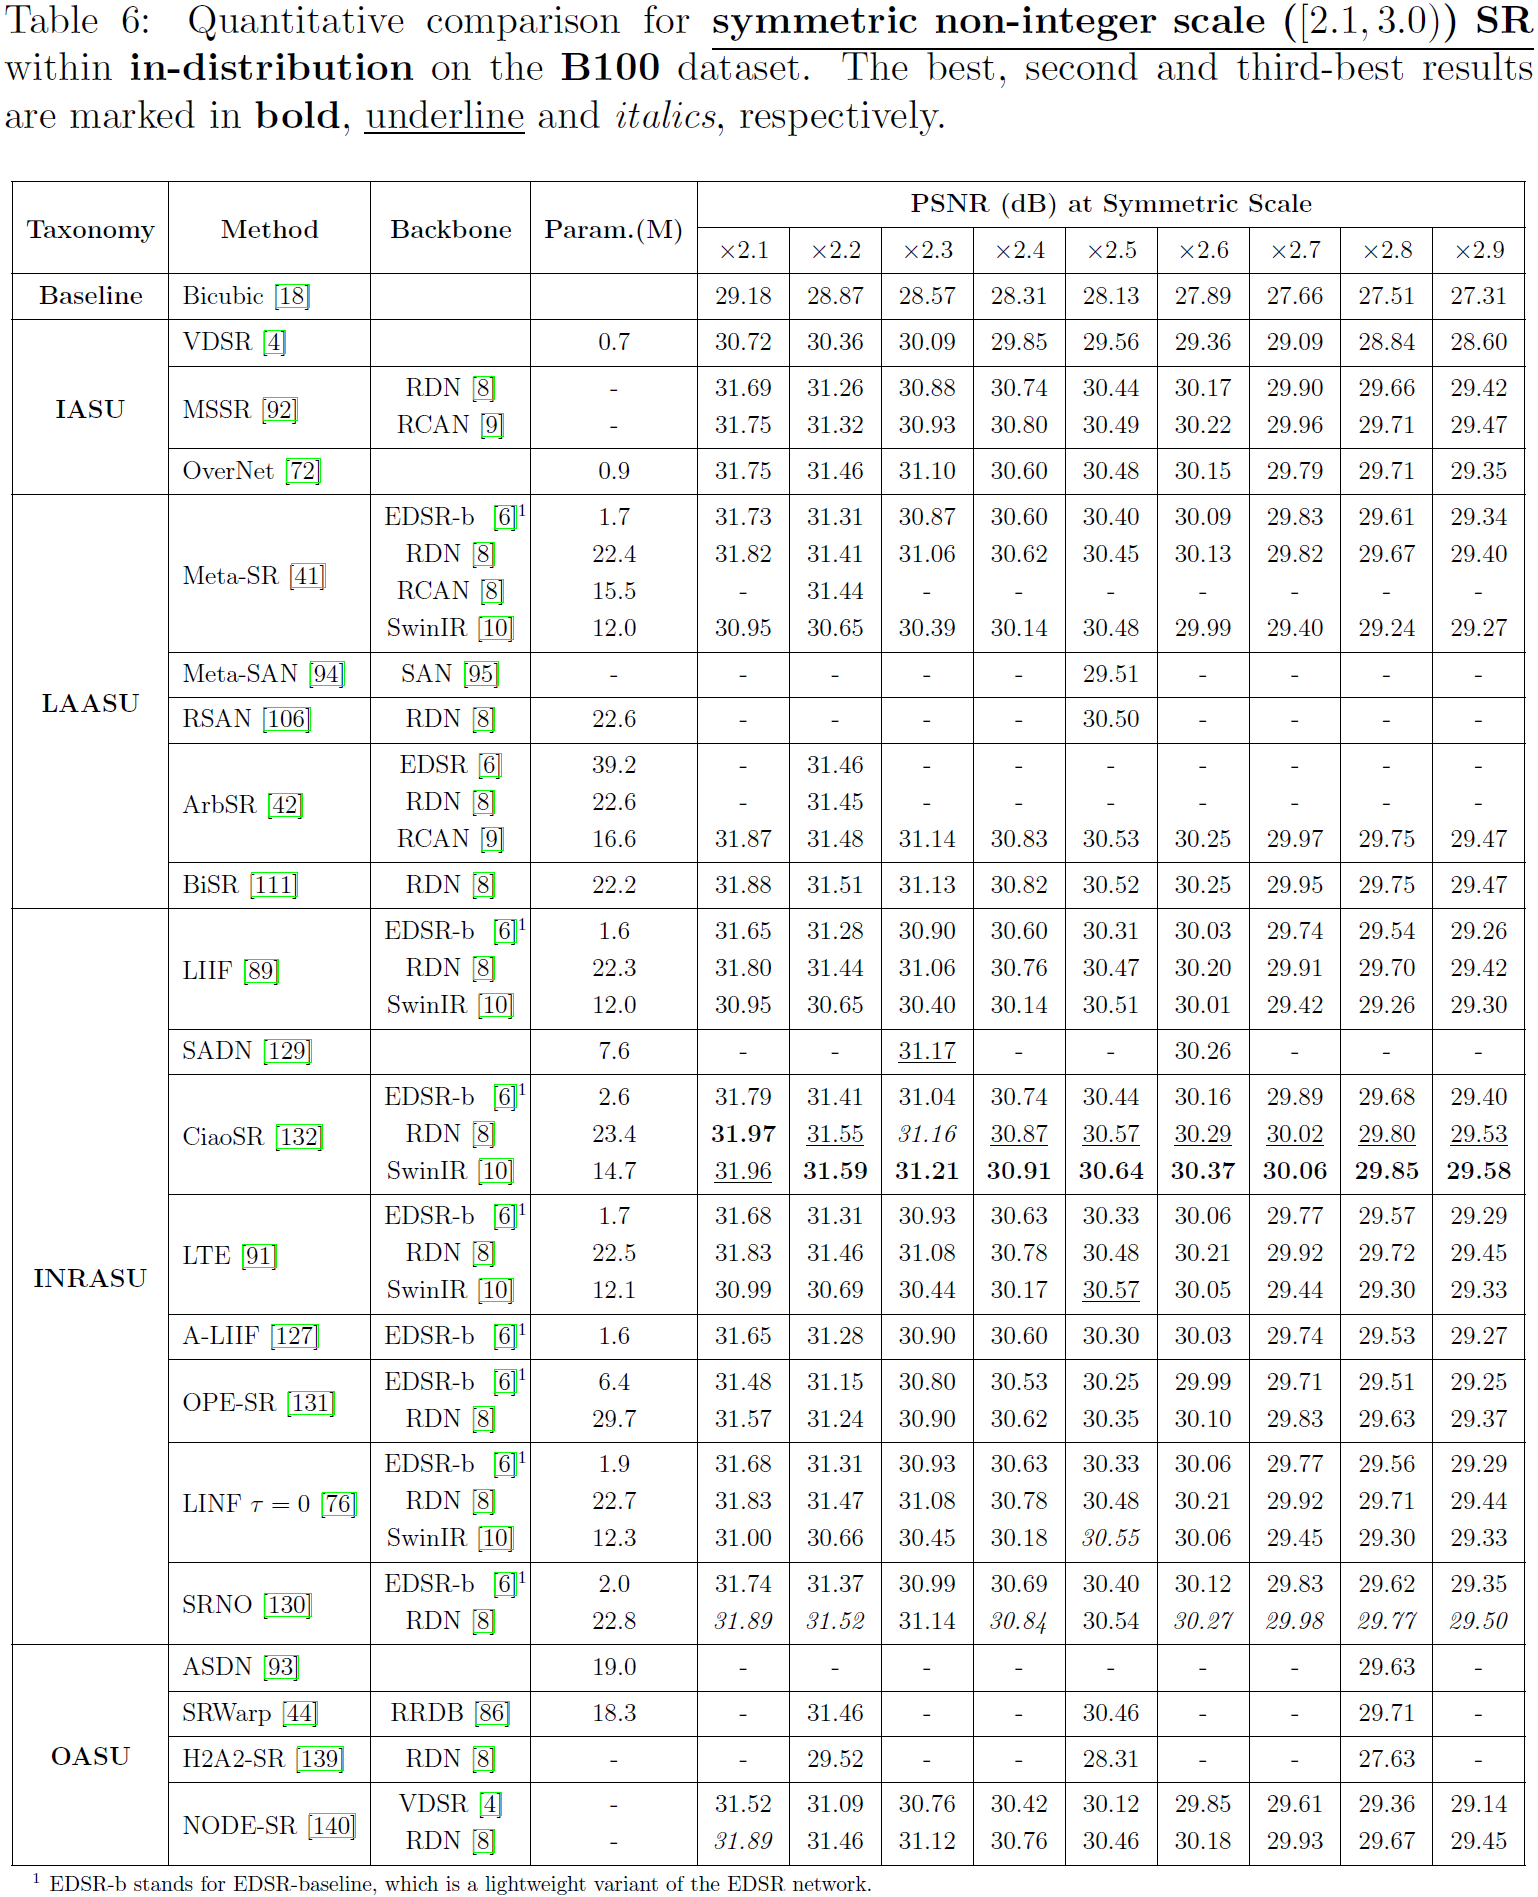 Table 6: Quantitative comparison for symmetric non-integer scale ([2.1, 3.0)) SR
within in-distribution on the B100 dataset. The best, second and third-best results
are marked in bold, underline and italics, respectively.
Taxonomy Method Backbone Param.(M) PSNR (dB) at Symmetric Scale
×2.1 ×2.2 ×2.3 ×2.4 ×2.5 ×2.6 ×2.7 ×2.8 ×2.9
Baseline Bicubic [18] 29.18 28.87 28.57 28.31 28.13 27.89 27.66 27.51 27.31
IASU
VDSR [4] 0.7 30.72 30.36 30.09 29.85 29.56 29.36 29.09 28.84 28.60
MSSR [92]
RDN [8] - 31.69 31.26 30.88 30.74 30.44 30.17 29.90 29.66 29.42
RCAN [9] - 31.75 31.32 30.93 30.80 30.49 30.22 29.96 29.71 29.47
OverNet [72] 0.9 31.75 31.46 31.10 30.60 30.48 30.15 29.79 29.71 29.35
LAASU
Meta-SR [41]
EDSR-b [6]1 1.7 31.73 31.31 30.87 30.60 30.40 30.09 29.83 29.61 29.34
RDN [8] 22.4 31.82 31.41 31.06 30.62 30.45 30.13 29.82 29.67 29.40
RCAN [8] 15.5 - 31.44 - - - - - - -
SwinIR [10] 12.0 30.95 30.65 30.39 30.14 30.48 29.99 29.40 29.24 29.27
Meta-SAN [94] SAN [95] - - - - - 29.51 - - - -
RSAN [106] RDN [8] 22.6 - - - - 30.50 - - - -
ArbSR [42]
EDSR [6] 39.2 - 31.46 - - - - - - -
RDN [8] 22.6 - 31.45 - - - - - - -
RCAN [9] 16.6 31.87 31.48 31.14 30.83 30.53 30.25 29.97 29.75 29.47
BiSR [111] RDN [8] 22.2 31.88 31.51 31.13 30.82 30.52 30.25 29.95 29.75 29.47
INRASU
LIIF [89]
EDSR-b [6]1 1.6 31.65 31.28 30.90 30.60 30.31 30.03 29.74 29.54 29.26
RDN [8] 22.3 31.80 31.44 31.06 30.76 30.47 30.20 29.91 29.70 29.42
SwinIR [10] 12.0 30.95 30.65 30.40 30.14 30.51 30.01 29.42 29.26 29.30
SADN [129] 7.6 - - 31.17 - - 30.26 - - -
CiaoSR [132]
EDSR-b [6]1 2.6 31.79 31.41 31.04 30.74 30.44 30.16 29.89 29.68 29.40
RDN [8] 23.4 31.97 31.55 31.16 30.87 30.57 30.29 30.02 29.80 29.53
SwinIR [10] 14.7 31.96 31.59 31.21 30.91 30.64 30.37 30.06 29.85 29.58
LTE [91]
EDSR-b [6]1 1.7 31.68 31.31 30.93 30.63 30.33 30.06 29.77 29.57 29.29
RDN [8] 22.5 31.83 31.46 31.08 30.78 30.48 30.21 29.92 29.72 29.45
SwinIR [10] 12.1 30.99 30.69 30.44 30.17 30.57 30.05 29.44 29.30 29.33
A-LIIF [127] EDSR-b [6]1 1.6 31.65 31.28 30.90 30.60 30.30 30.03 29.74 29.53 29.27
OPE-SR [131]
EDSR-b [6]1 6.4 31.48 31.15 30.80 30.53 30.25 29.99 29.71 29.51 29.25
RDN [8] 29.7 31.57 31.24 30.90 30.62 30.35 30.10 29.83 29.63 29.37
LINF τ = 0 [76]
EDSR-b [6]1 1.9 31.68 31.31 30.93 30.63 30.33 30.06 29.77 29.56 29.29
RDN [8] 22.7 31.83 31.47 31.08 30.78 30.48 30.21 29.92 29.71 29.44
SwinIR [10] 12.3 31.00 30.66 30.45 30.18 30.55 30.06 29.45 29.30 29.33
SRNO [130]
EDSR-b [6]1 2.0 31.74 31.37 30.99 30.69 30.40 30.12 29.83 29.62 29.35
RDN [8] 22.8 31.89 31.52 31.14 30.84 30.54 30.27 29.98 29.77 29.50
OASU
ASDN [93] 19.0 - - - - - - - 29.63 -
SRWarp [44] RRDB [86] 18.3 - 31.46 - - 30.46 - - 29.71 -
H2A2-SR [139] RDN [8] - - 29.52 - - 28.31 - - 27.63 -
NODE-SR [140]
VDSR [4] - 31.52 31.09 30.76 30.42 30.12 29.85 29.61 29.36 29.14
RDN [8] - 31.89 31.46 31.12 30.76 30.46 30.18 29.93 29.67 29.45
1 EDSR-b stands for EDSR-baseline, which is a lightweight variant of the EDSR network.